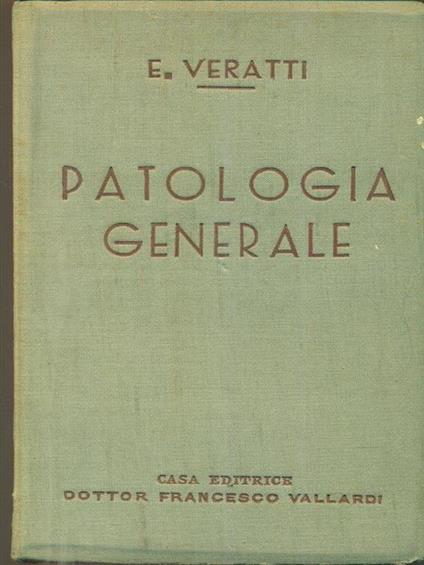 E. VERATTI
PATOLOGIA
GENERALE
CASA EDITRICE
DOTTOR FRANCESCO VALLARDI